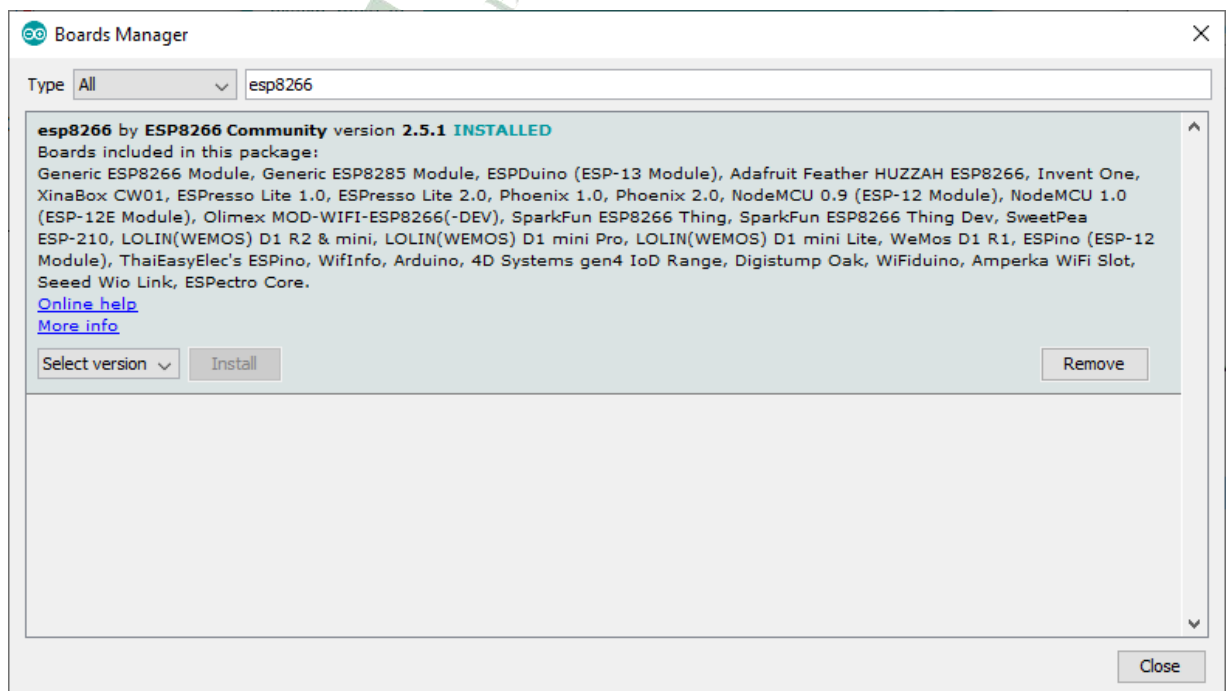 Boards Manager
Type All esp8266
esp8266 by ESP8266 Community version 2.5.1 INSTALLED
Boards included in this package:
Generic ESP8266 Module, Generic ESP8285 Module, ESPDuino (ESP-13 Module), Adafruit Feather HUZZAH ESP8266, Invent One,
XinaBox CW01, ESPresso Lite 1.0, ESPresso Lite 2.0, Phoenix 1.0, Phoenix 2.0, NodeMCU 0.9 (ESP-12 Module), NodeMCU 1.0
(ESP-12E Module), Olimex MOD-WIFI-ESP8266(-DEV), SparkFun ESP8266 Thing, SparkFun ESP8266 Thing Dev, SweetPea
ESP-210, LOLIN(WEMOS) D1 R2 & mini, LOLIN(WEMOS) D1 mini Pro, LOLIN(WEMOS) D1 mini Lite, WeMos D1 R1, ESPino (ESP-12
Module), ThaiEasyElec's ESPino, WifInfo, Arduino, 4D Systems gen4 IoD Range, Digistump Oak, WiFiduino, Amperka WiFi Slot,
Seeed Wio Link, ESPectro Core.
Online help
More info
Select version Install Remove
Close